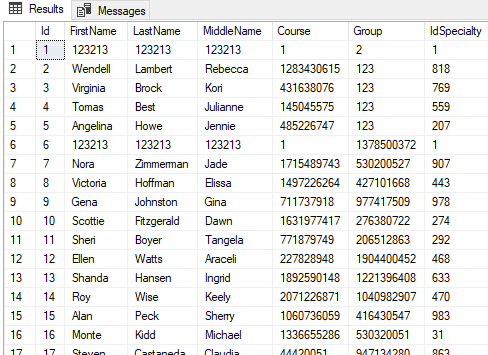 Results Messages
Id FirstName LastName MiddleName Course Group IdSpecialty
1 1 123213 123213 123213 1 2 1
2 2 Wendell Lambert Rebecca 1283430615 123 818
3 3 Virginia Brock Kori 431638076 123 769
4 4 Tomas Best Julianne 145045575 123 559
5 5 Angelina Howe Jennie 485226747 123 207
6 6 123213 123213 123213 1 1378500372 1
7 7 Nora Zimmerman Jade 1715489743 530200527 907
8 8 Victoria Hoffman Elissa 1497226264 427101668 443
9 9 Gena Johnston Gina 711737918 977417509 978
10 10 Scottie Fitzgerald Dawn 1631977417 276380722 274
11 11 Sheri Boyer Tangela 771879749 206512863 292
12 12 Ellen Watts Araceli 227828948 1904400452 468
13 13 Shanda Hansen Ingrid 1892590148 1221396408 633
14 14 Roy Wise Keely 2071226871 1040982907 470
15 15 Alan Peck Sherry 1060736059 416430547 983
16 16 Monte Kidd Michael 1336655286 530320051 31
17 17 Steven Castaneda Claudia 44420051 947134280 863